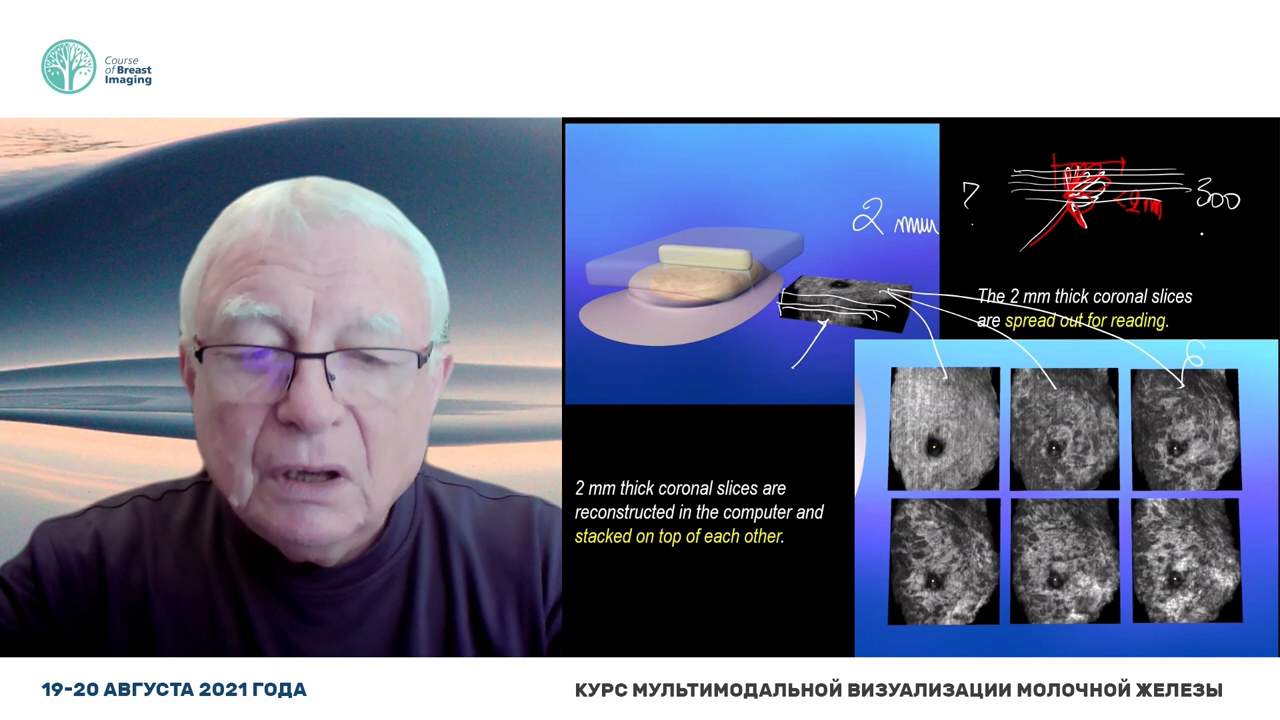 Course
of Breast
Imaging
2 mm
?
300
2 mm
The 2 mm thick coronal slices
are spread out for reading.
2 mm thick coronal slices are
reconstructed in the computer and
stacked on top of each other.
19-20 АВГУСТА 2021 ГОДА
КУРС МУЛЬТИМОДАЛЬНОЙ ВИЗУАЛИЗАЦИИ МОЛОЧНОЙ ЖЕЛЕЗЫ